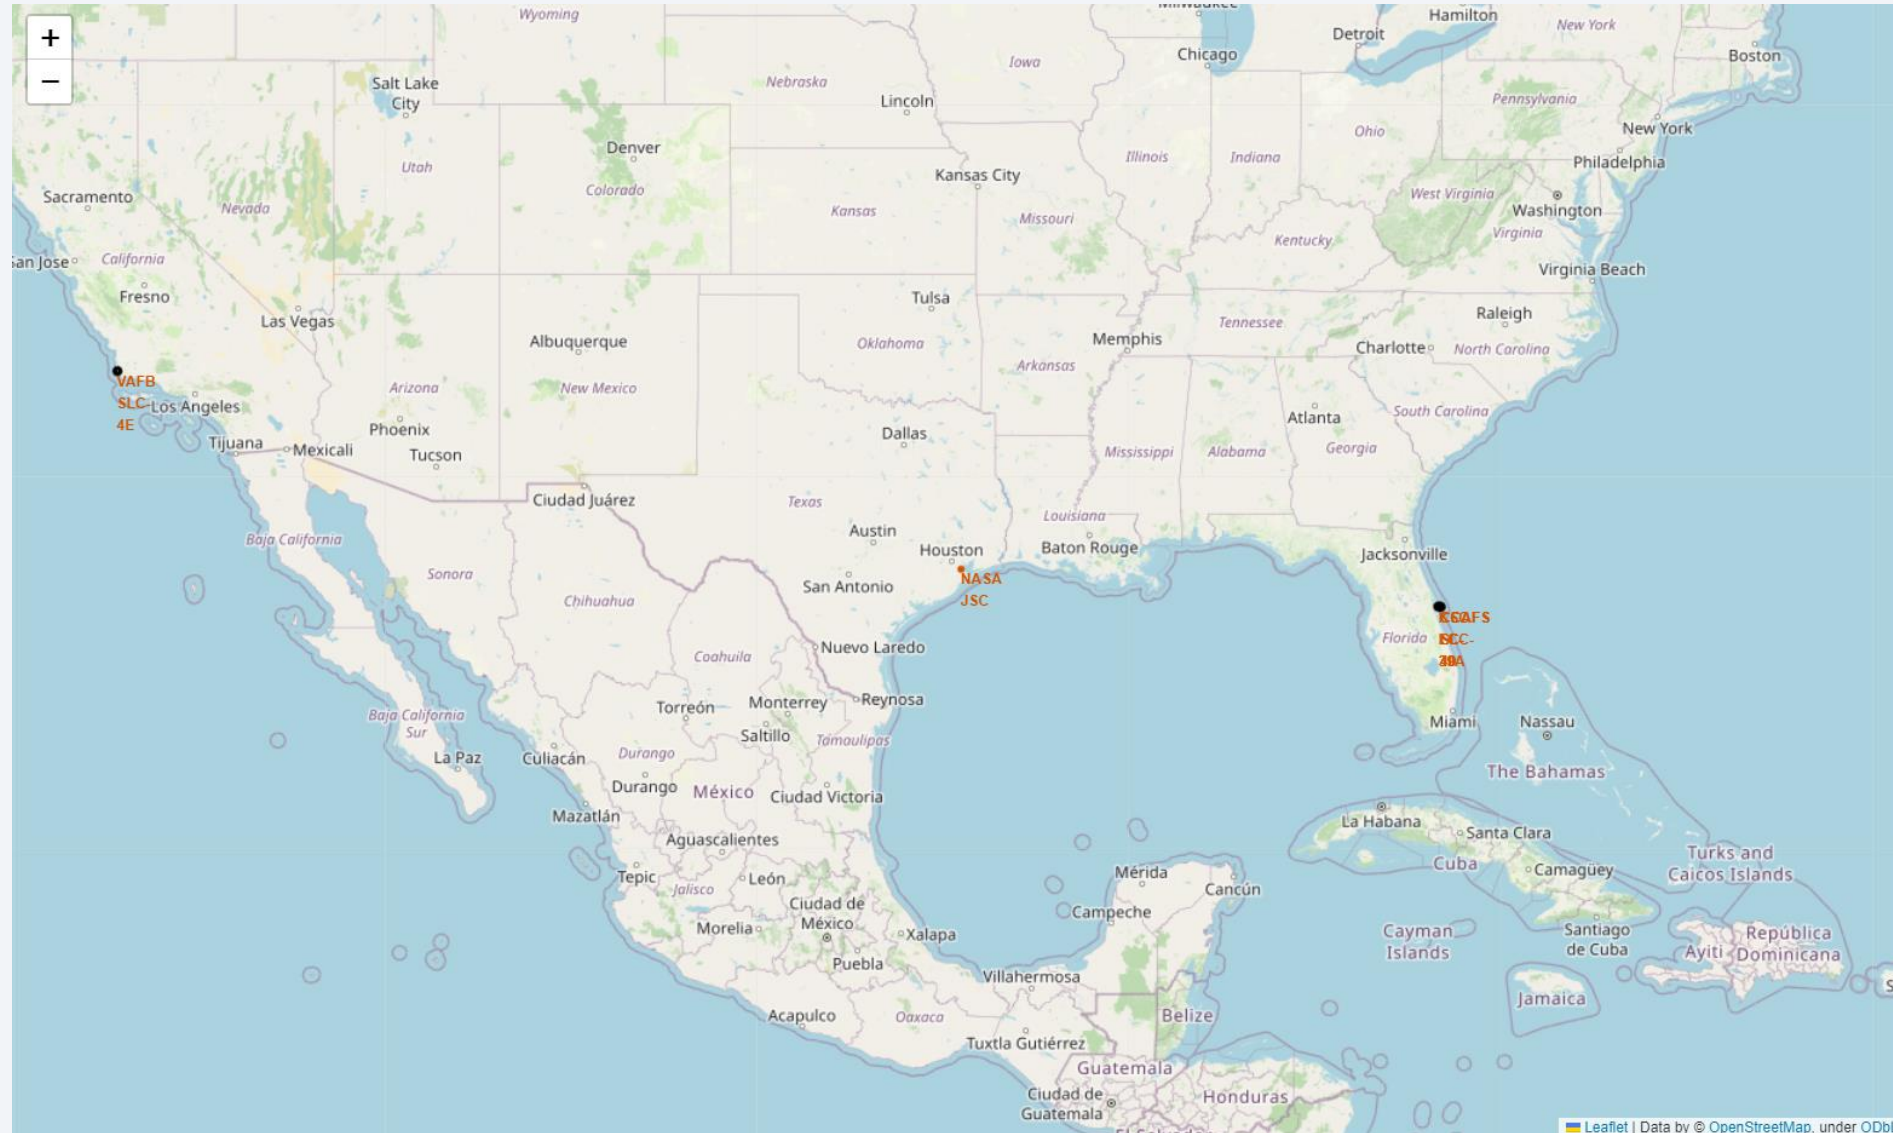 +
−
Wyoming
Milwaukee
Hamilton
New York
Detroit
Chicago
Boston
Iowa
Salt Lake
City
Nebraska
Lincoln
Pennsylvania
New York
Ohio
Denver
Illinois
Indiana
Philadelphia
Utah
Kansas City
Colorado
West Virginia
Sacramento
Nevada
Kansas
Missouri
Washington
Virginia
Kentucky
San Jose
California
Virginia Beach
Fresno
Tulsa
Las Vegas
Raleigh
Tennessee
Albuquerque
Oklahoma
Memphis
Charlotte
North Carolina
Arkansas
VAFB
SLC-
4E
Los Angeles
Arizona
New Mexico
South Carolina
Atlanta
Phoenix
Dallas
Tijuana
Mexicali
Tucson
Mississippi
Alabama
Georgia
Ciudad Juárez
Texas
Louisiana
Austin
Baja California
Houston
Baton Rouge
Jacksonville
Sonora
NASA
JSC
San Antonio
Chihuahua
Florida
Nuevo Laredo
Coahuila
Reynosa
Torreón
Monterrey
Baja California
Sur
Saltillo
Tamaulipas
Miami
Nassau
La Paz
Culiacán
Durango
The Bahamas
Durango
México
Ciudad Victoria
Mazatlán
La Habana
Santa Clara
Aguascalientes
Turks and
Caicos Islands
Cuba
Camagüey
Tepic
Jalisco
León
Mérida
Cancún
Ciudad de
México
Campeche
Morelia
Xalapa
Cayman
Islands
Santiago
de Cuba
República
Dominicana
Ayiti
Puebla
Villahermosa
Jamaica
Acapulco
Oaxaca
Belize
Tuxtla Gutiérrez
Guatemala
Ciudad de
Guatemala
Honduras
El Salvador
Leaflet | Data by © OpenStreetMap, under ODbL